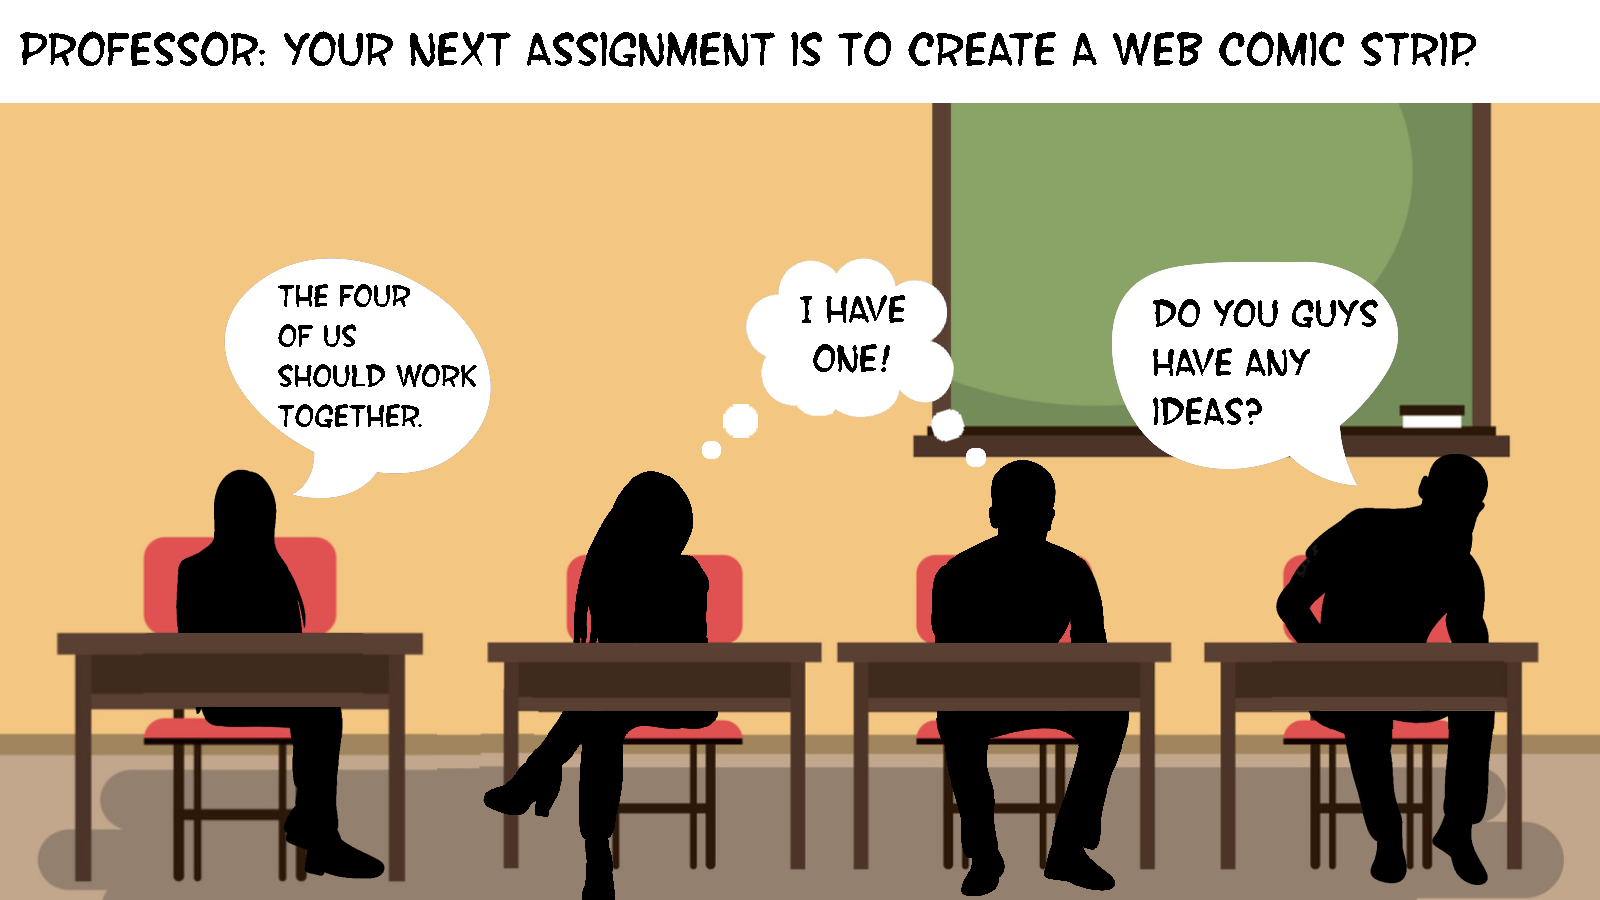 PROFESSOR: YOUR NEXT ASSIGNMENT IS TO CREATE A WEB COMIC STRIP.
THE FOUR
OF US
SHOULD WORK
TOGETHER.
I HAVE
ONE!
DO YOU GUYS
HAVE ANY
IDEAS?